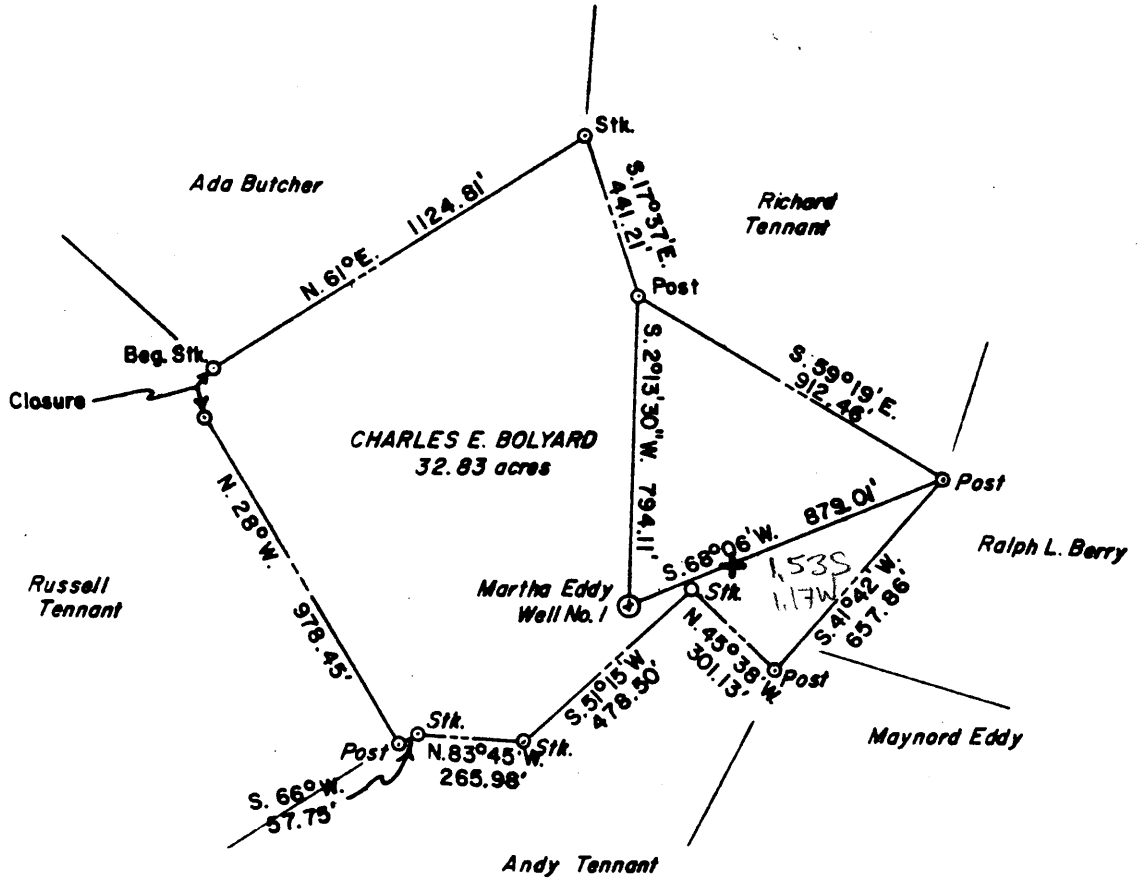 Stk.
Ada Butcher
N. 61° E. 1124.81'
S. 17° 37' E.
441.21'
Richard
Tennant
Post
Beg. Stk.
Closure
S. 2° 13' 30" W. 794.11'
S. 59° 19' E.
912.46'
CHARLES E. BOLYARD
32.83 acres
N. 28° W. 978.45'
Post
S. 68° 06' W. 879.01'
Ralph L. Berry
1,53S
1,17W
Russell
Tennant
Martha Eddy
Well No. 1
Stk.
S. 41° 42' W.
657.86'
N. 45° 38' W.
301.13'
Post
S. 51° 15' W
478.50'
Maynord Eddy
Stk.
Post
Stk.
N. 83° 45' W.
265.98'
S. 66° W.
57.75'
Andy Tennant